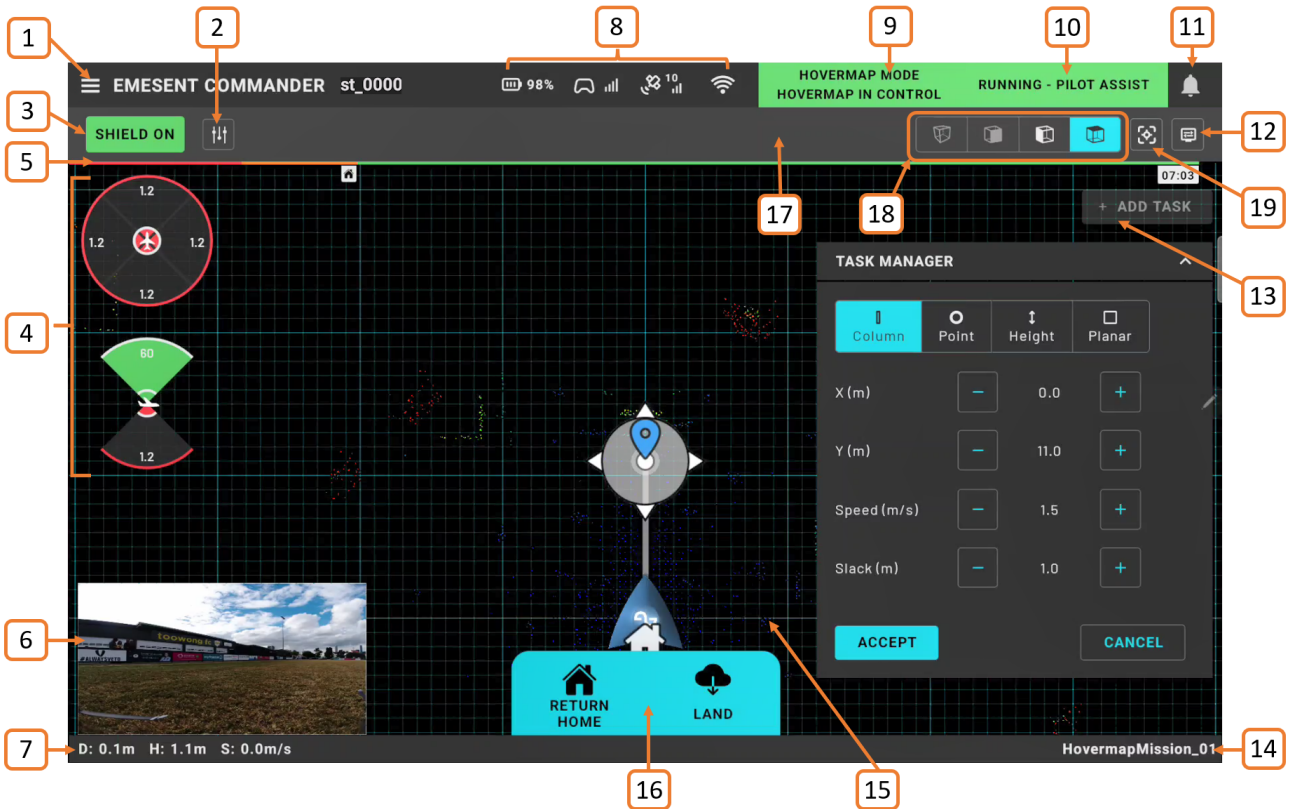 1
2
8
9
10
11
EMESENT COMMANDER st_0000
98%
10
HOVERMAP MODE
HOVERMAP IN CONTROL
RUNNING - PILOT ASSIST
3
SHIELD ON
12
5
07:03
17
18
19
+ ADD TASK
13
4
1.2
1.2
1.2
1.2
60
1.2
TASK MANAGER
Column
Point
Height
Planar
X (m)
−
0.0
+
Y (m)
−
11.0
+
Speed (m/s)
−
1.5
+
Slack (m)
−
1.0
+
ACCEPT
CANCEL
6
toowong fc
RETURN
HOME
LAND
7
D: 0.1m H: 1.1m S: 0.0m/s
HovermapMission_01
14
16
15